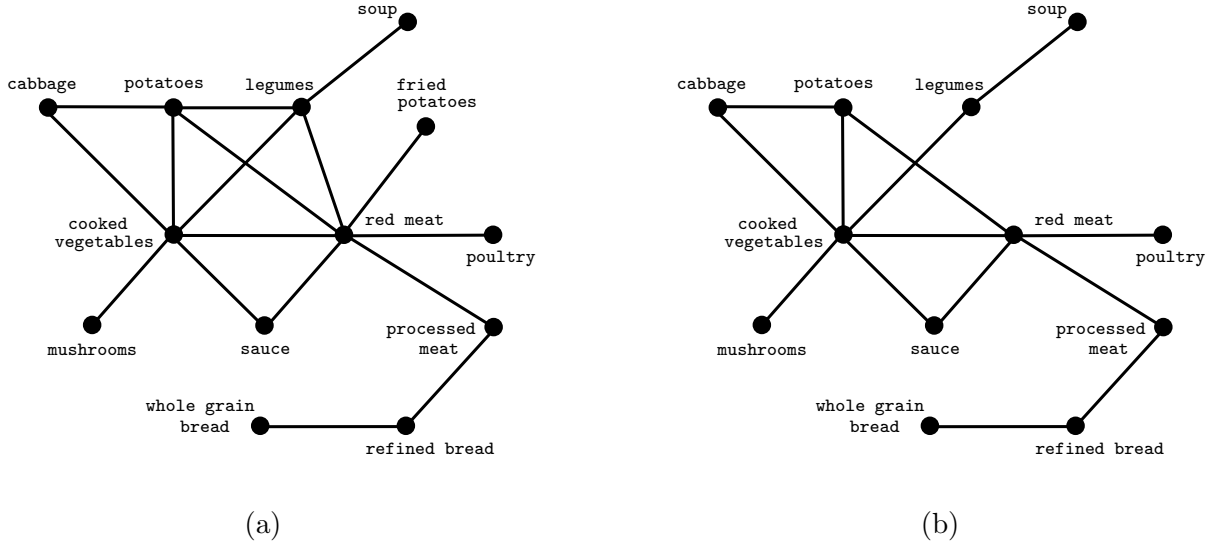 soup
cabbage
potatoes
legumes
fried
potatoes
cooked
vegetables
red meat
poultry
mushrooms
sauce
processed
meat
whole grain
bread
refined bread
(a)
soup
cabbage
potatoes
legumes
cooked
vegetables
red meat
poultry
mushrooms
sauce
processed
meat
whole grain
bread
refined bread
(b)